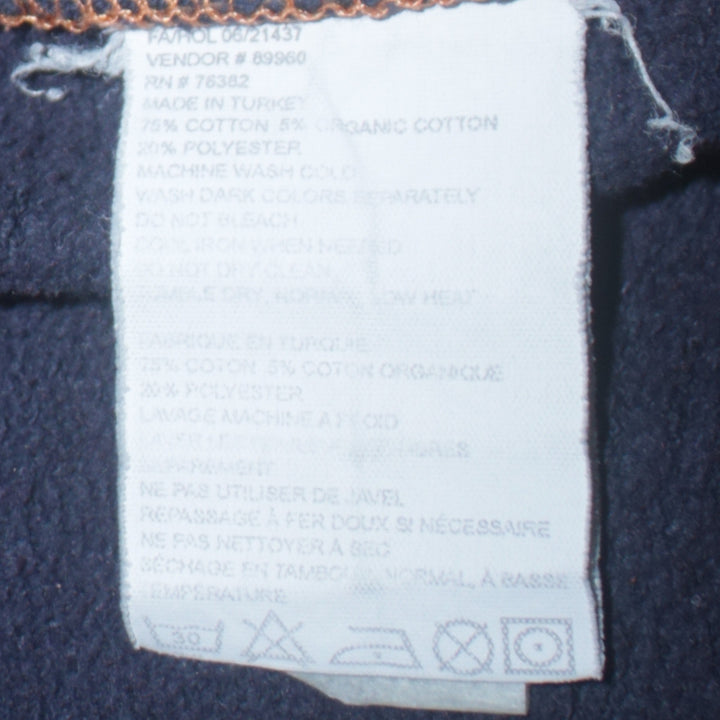 FA/HOL 06/21437
VENDOR # 89960
RN # 76382
MADE IN TURKEY
75% COTTON 5% ORGANIC COTTON
20% POLYESTER
MACHINE WASH COLD
WASH DARK COLORS SEPARATELY
DO NOT BLEACH
COOL IRON WHEN NEEDED
DO NOT DRY CLEAN
TUMBLE DRY, NORMAL, LOW HEAT
FABRIQUE EN TURQUIE
75% COTON 5% COTON ORGANIQUE
20% POLYESTER
LAVAGE MACHINE A FROID
LAVER
NE PAS UTILISER DE JAVEL
REPASSAGE À FER DOUX SI NÉCESSAIRE
NE PAS NETTOYER À SEC
SÉCHAGE EN TAMBOUR, NORMAL, À BASSE
TEMPÉRATURE
30